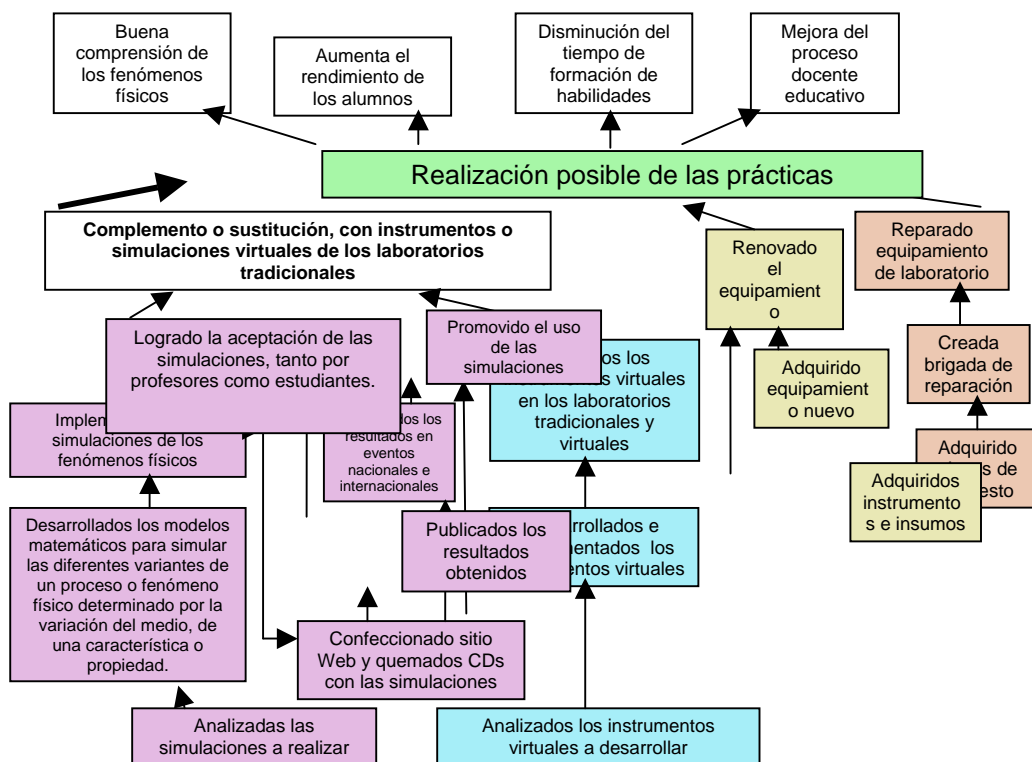 Buena
comprensión de
los fenómenos
físicos
Aumenta el
rendimiento de
los alumnos
Disminución del
tiempo de
formación de
habilidades
Mejora del
proceso
docente
educativo
Realización posible de las prácticas
Complemento o sustitución, con instrumentos o
simulaciones virtuales de los laboratorios
tradicionales
Renovado
el
equipament
o
Reparado
equipamiento
de laboratorio
Logrado la aceptación de las
simulaciones, tanto por
profesores como estudiantes.
Promovido el uso
de las
simulaciones
los
virtuales
en los laboratorios
tradicionales y
virtuales
Adquirido
equipamient
o nuevo
Creada
brigada de
reparación
simulaciones de los
fenómenos físicos
los
resultados en
eventos
nacionales e
internacionales
Adquirido
de
Adquiridos
instrumento
s e insumos
Desarrollados los modelos
matemáticos para simular
las diferentes variantes de
un proceso o fenómeno
físico determinado por la
variación del medio, de
una característica o
propiedad.
Publicados los
resultados
obtenidos
e
los
virtuales
Confeccionado sitio
Web y quemados CDs
con las simulaciones
Analizadas las
simulaciones a realizar
Analizados los instrumentos
virtuales a desarrollar